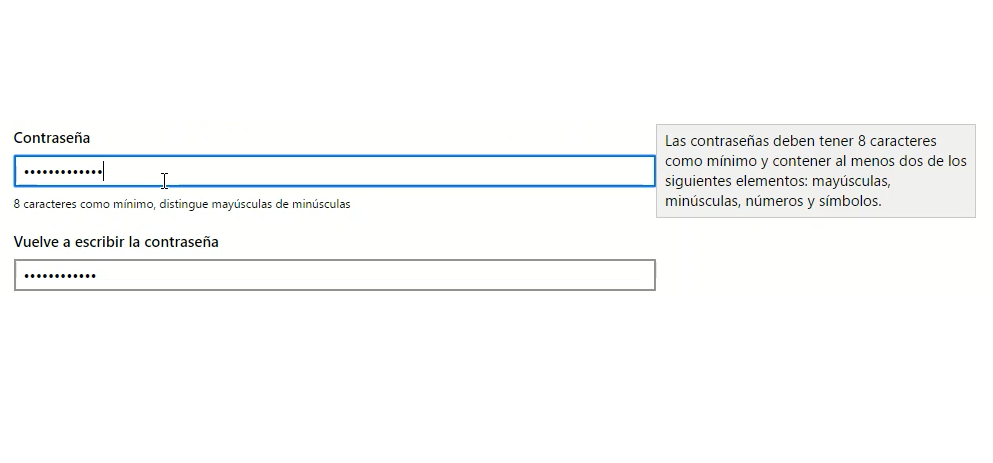 Contraseña
•••••••••••••
8 caracteres como mínimo, distingue mayúsculas de minúsculas
Vuelve a escribir la contraseña
••••••••••••
Las contraseñas deben tener 8 caracteres
como mínimo y contener al menos dos de los
siguientes elementos: mayúsculas,
minúsculas, números y símbolos.